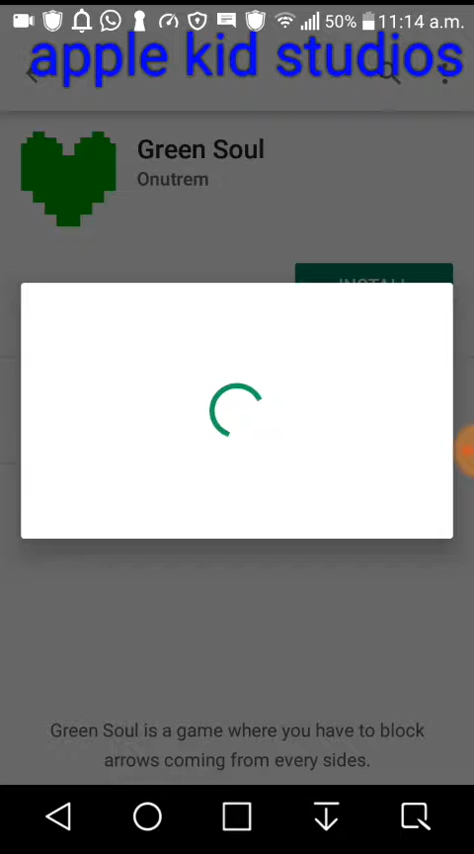 50% 11:14 a.m.
apple kid studios
Green Soul
Onutrem
INSTALL
Green Soul is a game where you have to block
arrows coming from every sides.